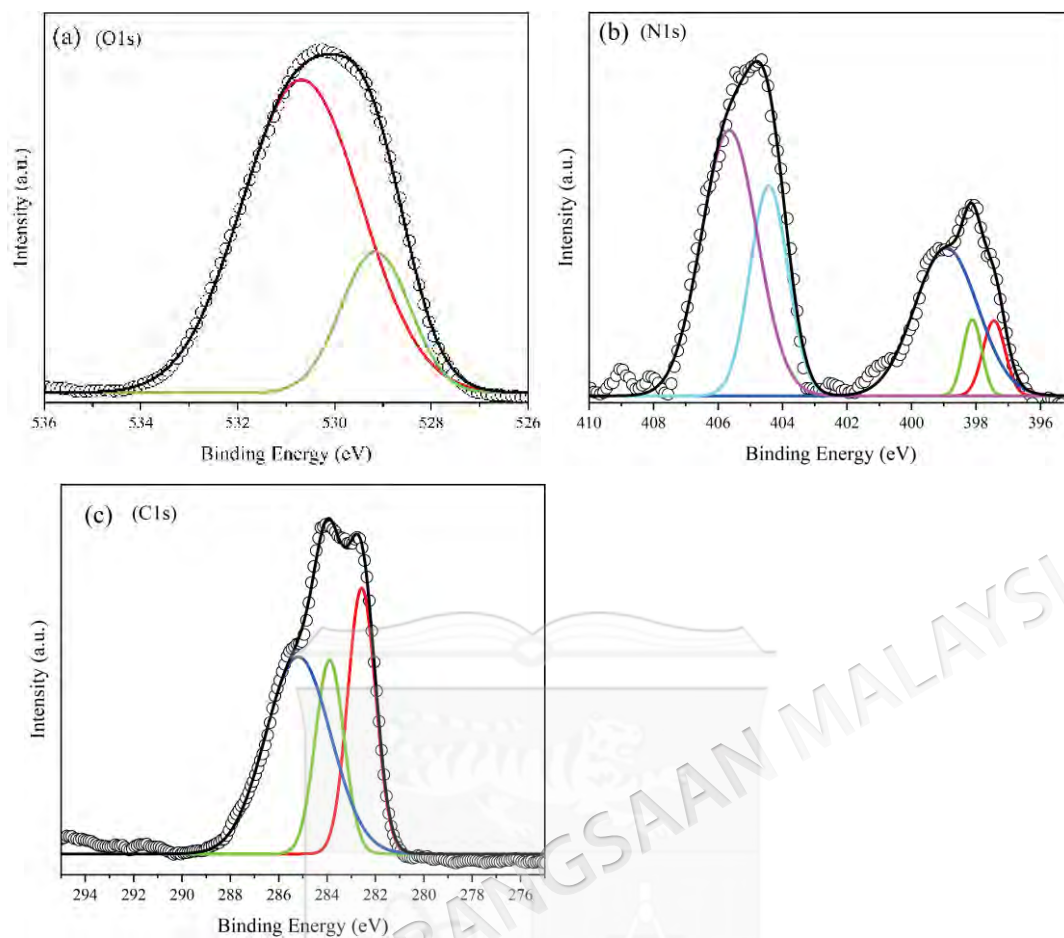 (a) (O1s)
Intensity (a.u.)
536 534 532 530 528 526
Binding Energy (eV)
(b) (N1s)
Intensity (a.u.)
410 408 406 404 402 400 398 396
Binding Energy (eV)
(c) (C1s)
Intensity (a.u.)
294 292 290 288 286 284 282 280 278 276
Binding Energy (eV)
BANGSAAN MALAYSI